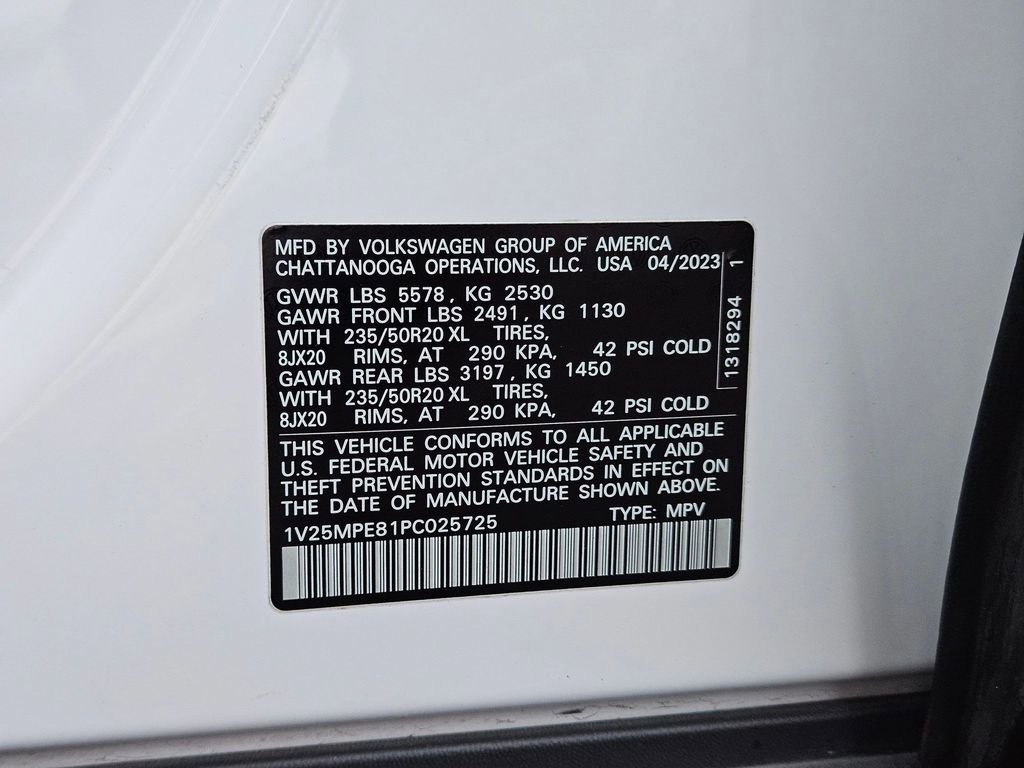 MFD BY VOLKSWAGEN GROUP OF AMERICA
CHATTANOOGA OPERATIONS, LLC. USA 04/2023
GVWR LBS 5578, KG 2530
GAWR FRONT LBS 2491, KG 1130
WITH 235/50R20 XL TIRES,
8JX20 RIMS, AT 290 KPA, 42 PSI COLD
GAWR REAR LBS 3197, KG 1450
WITH 235/50R20 XL TIRES,
8JX20 RIMS, AT 290 KPA, 42 PSI COLD
1318294 1
THIS VEHICLE CONFORMS TO ALL APPLICABLE
U.S. FEDERAL MOTOR VEHICLE SAFETY AND
THEFT PREVENTION STANDARDS IN EFFECT ON
THE DATE OF MANUFACTURE SHOWN ABOVE.
1V25MPE81PC025725 TYPE: MPV